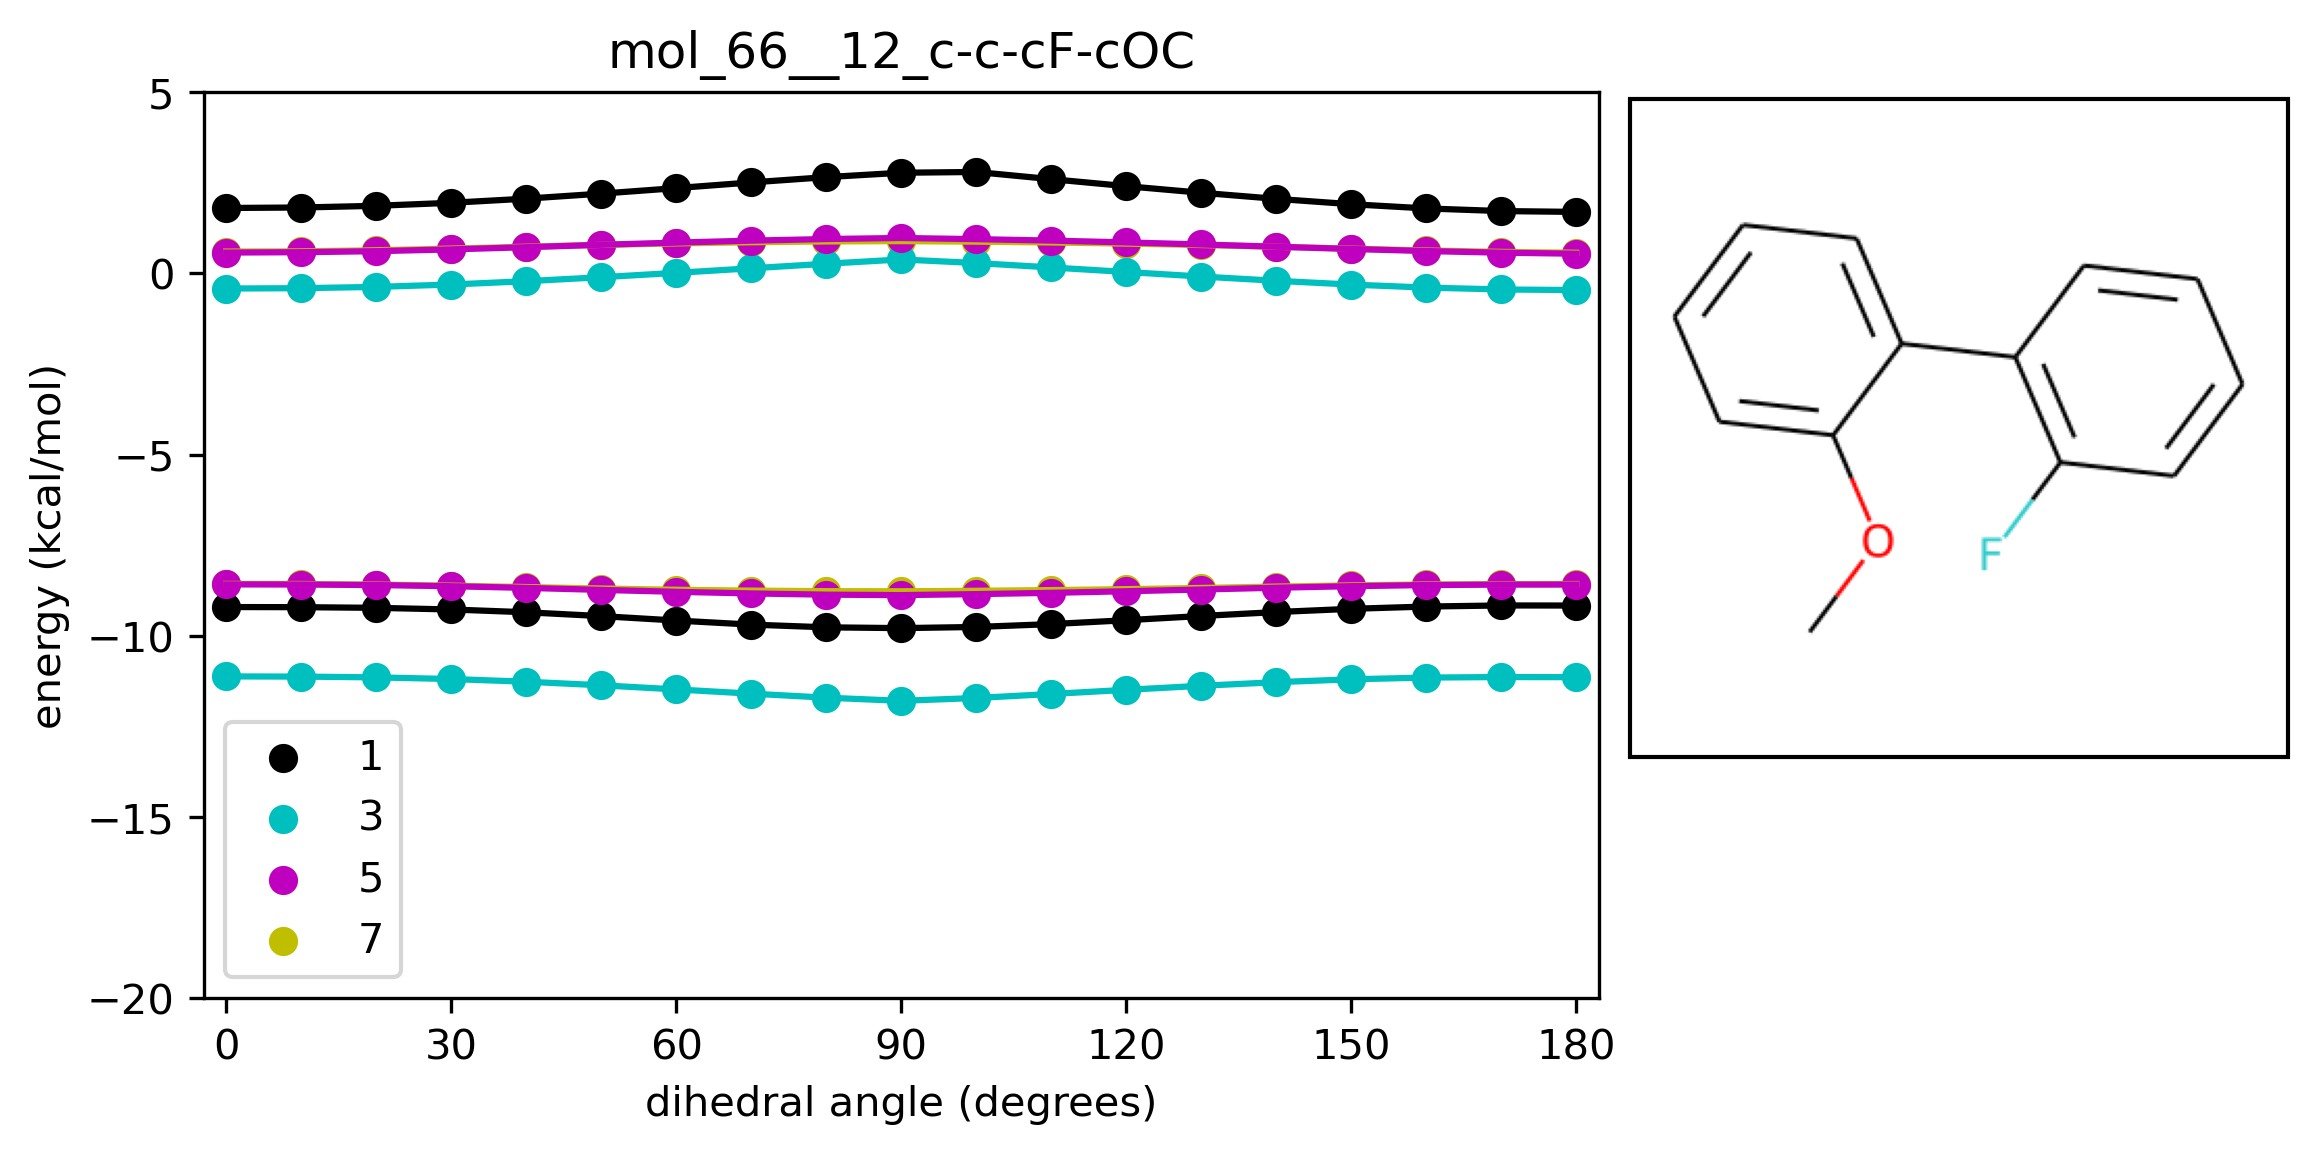 mol_66__12_c-c-cF-cOC
energy (kcal/mol)
5
0
−5
−10
−15
−20
1
3
5
7
0 30 60 90 120 150 180
dihedral angle (degrees)
O
F